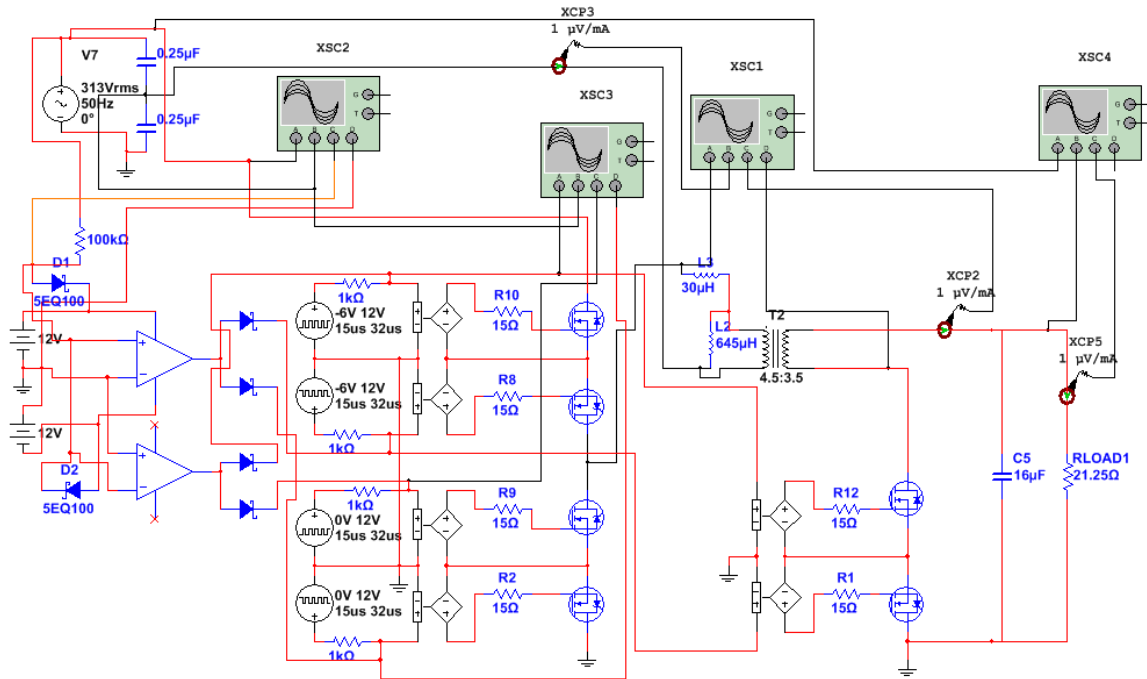 XCP3
1 µV/mA
V7
313Vrms
50Hz
0°
0.25µF
0.25µF
XSC2
G
T
A
B
C
D
XSC3
G
T
A
B
C
D
XSC1
G
T
A
B
C
D
XSC4
G
T
A
B
C
D
100kΩ
D1
5EQ100
12V
12V
D2
5EQ100
1kΩ
-6V 12V
15us 32us
-6V 12V
15us 32us
1kΩ
R10
15Ω
R8
15Ω
1kΩ
0V 12V
15us 32us
0V 12V
15us 32us
1kΩ
R9
15Ω
R2
15Ω
L3
30µH
L2
645µH
T2
4.5:3.5
XCP2
1 µV/mA
XCP5
1 µV/mA
R12
15Ω
R1
15Ω
C5
16µF
RLOAD1
21.25Ω